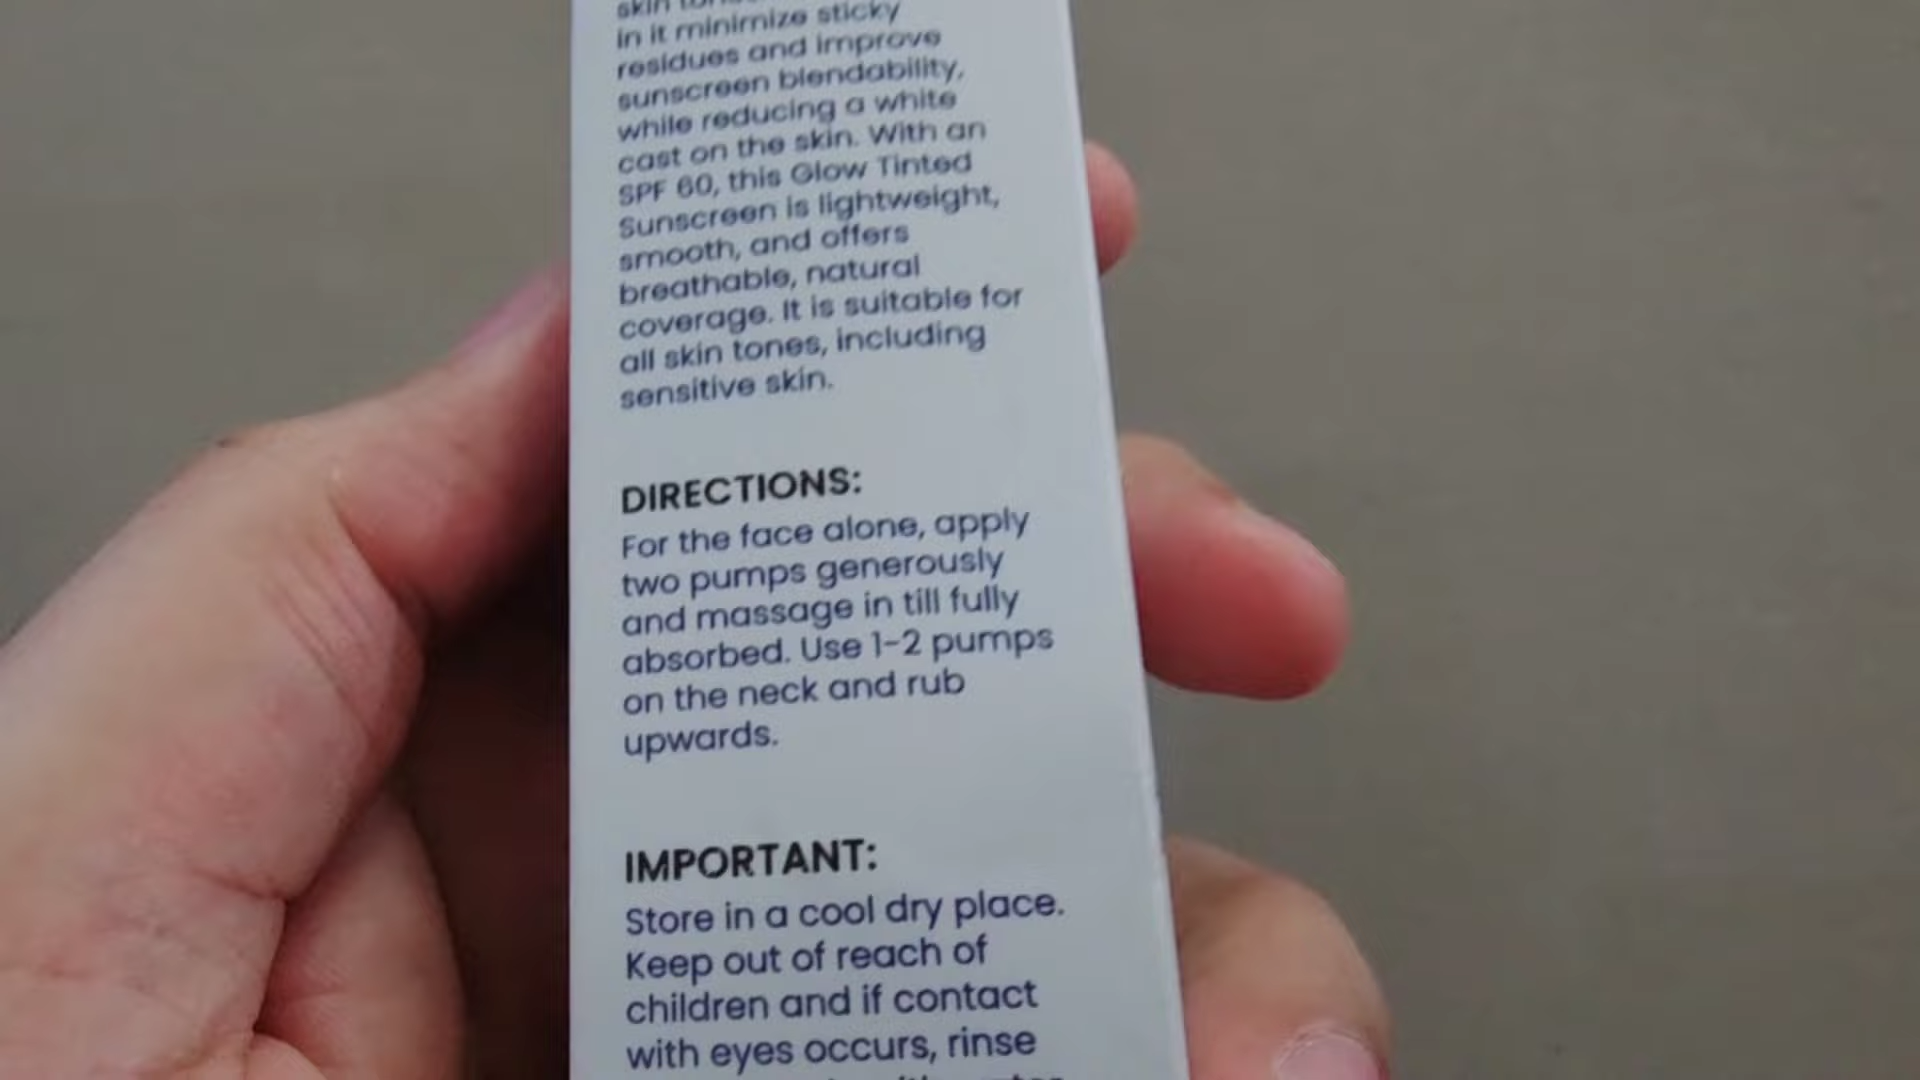 skin
in it minimize sticky
residues and improve
sunscreen blendability,
while reducing a white
cast on the skin. With an
SPF 60, this Glow Tinted
Sunscreen is lightweight,
smooth, and offers
breathable, natural
coverage. It is suitable for
all skin tones, including
sensitive skin.
DIRECTIONS:
For the face alone, apply
two pumps generously
and massage in till fully
absorbed. Use 1-2 pumps
on the neck and rub
upwards.
IMPORTANT:
Store in a cool dry place.
Keep out of reach of
children and if contact
with eyes occurs, rinse